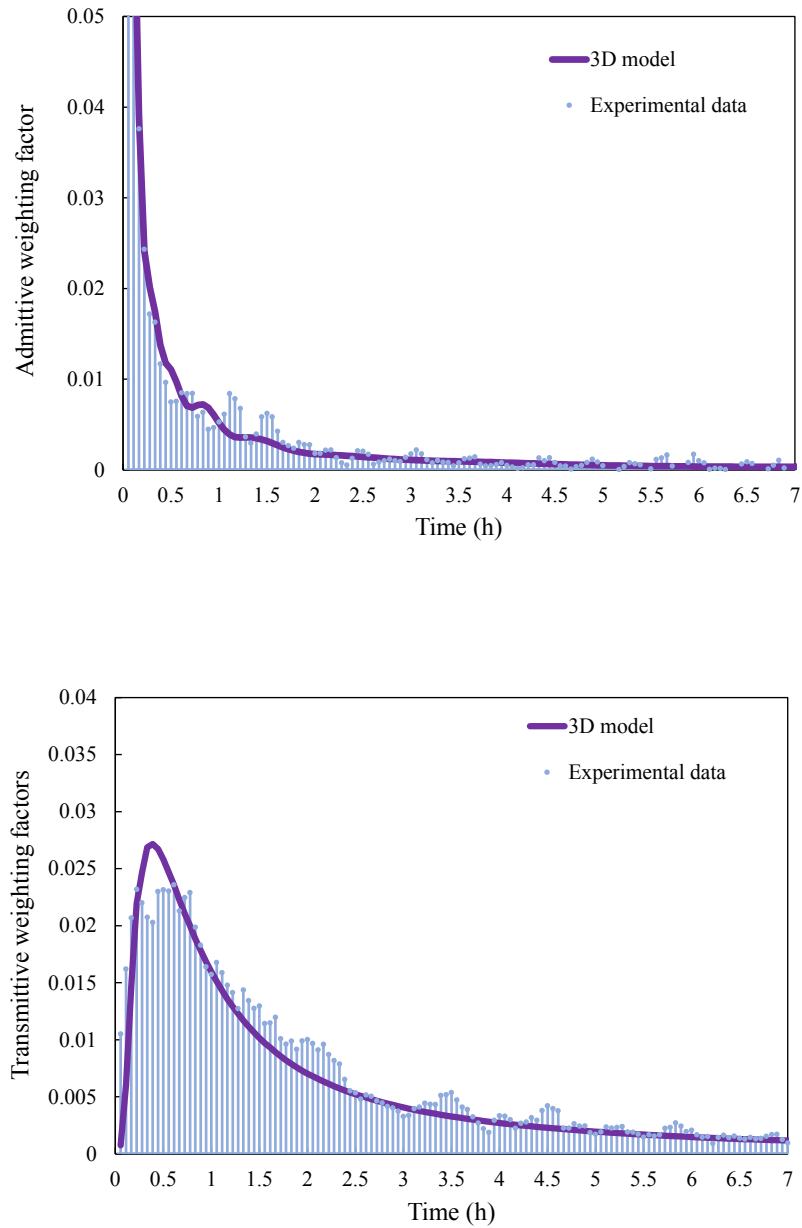 0.05
0.04
0.03
0.02
0.01
0
Admittive weighting factor
3D model
Experimental data
0 0.5 1 1.5 2 2.5 3 3.5 4 4.5 5 5.5 6 6.5 7
Time (h)
0.04
0.035
0.03
0.025
0.02
0.015
0.01
0.005
0
Transmittive weighting factors
3D model
Experimental data
0 0.5 1 1.5 2 2.5 3 3.5 4 4.5 5 5.5 6 6.5 7
Time (h)